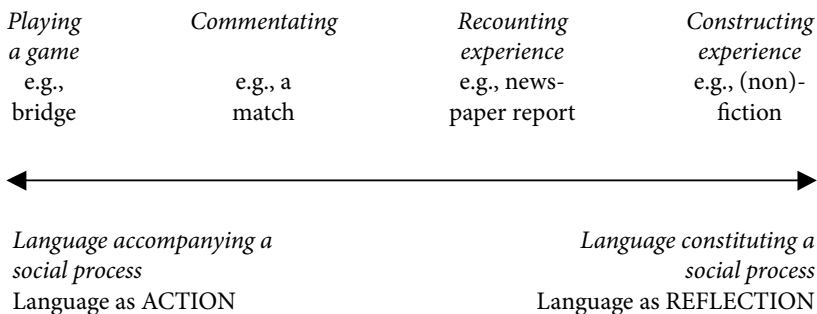 Playing Commentating Recounting Constructing
a game experience experience
e.g., e.g., a e.g., news- e.g., (non)-
bridge match paper report fiction
Language accompanying a Language constituting a
social process social process
Language as ACTION Language as REFLECTION